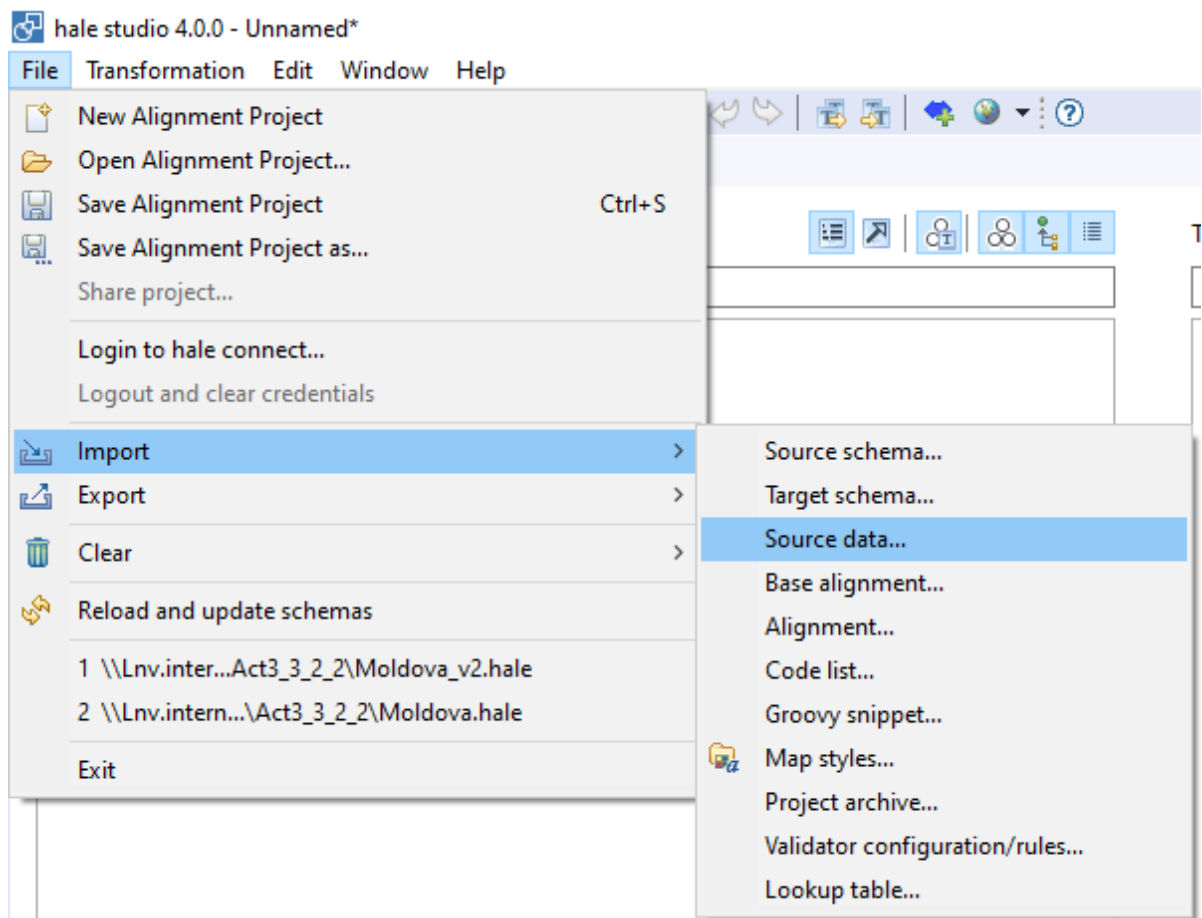 hale studio 4.0.0 - Unnamed*
File Transformation Edit Window Help
New Alignment Project
Open Alignment Project...
Save Alignment Project Ctrl+S
Save Alignment Project as...
Share project...
Login to hale connect...
Logout and clear credentials
Import
Export
Clear
Reload and update schemas
1 \\Lnv.inter...Act3_3_2_2\Moldova_v2.hale
2 \\Lnv.intern...\Act3_3_2_2\Moldova.hale
Exit
Source schema...
Target schema...
Source data...
Base alignment...
Alignment...
Code list...
Groovy snippet...
Map styles...
Project archive...
Validator configuration/rules...
Lookup table...